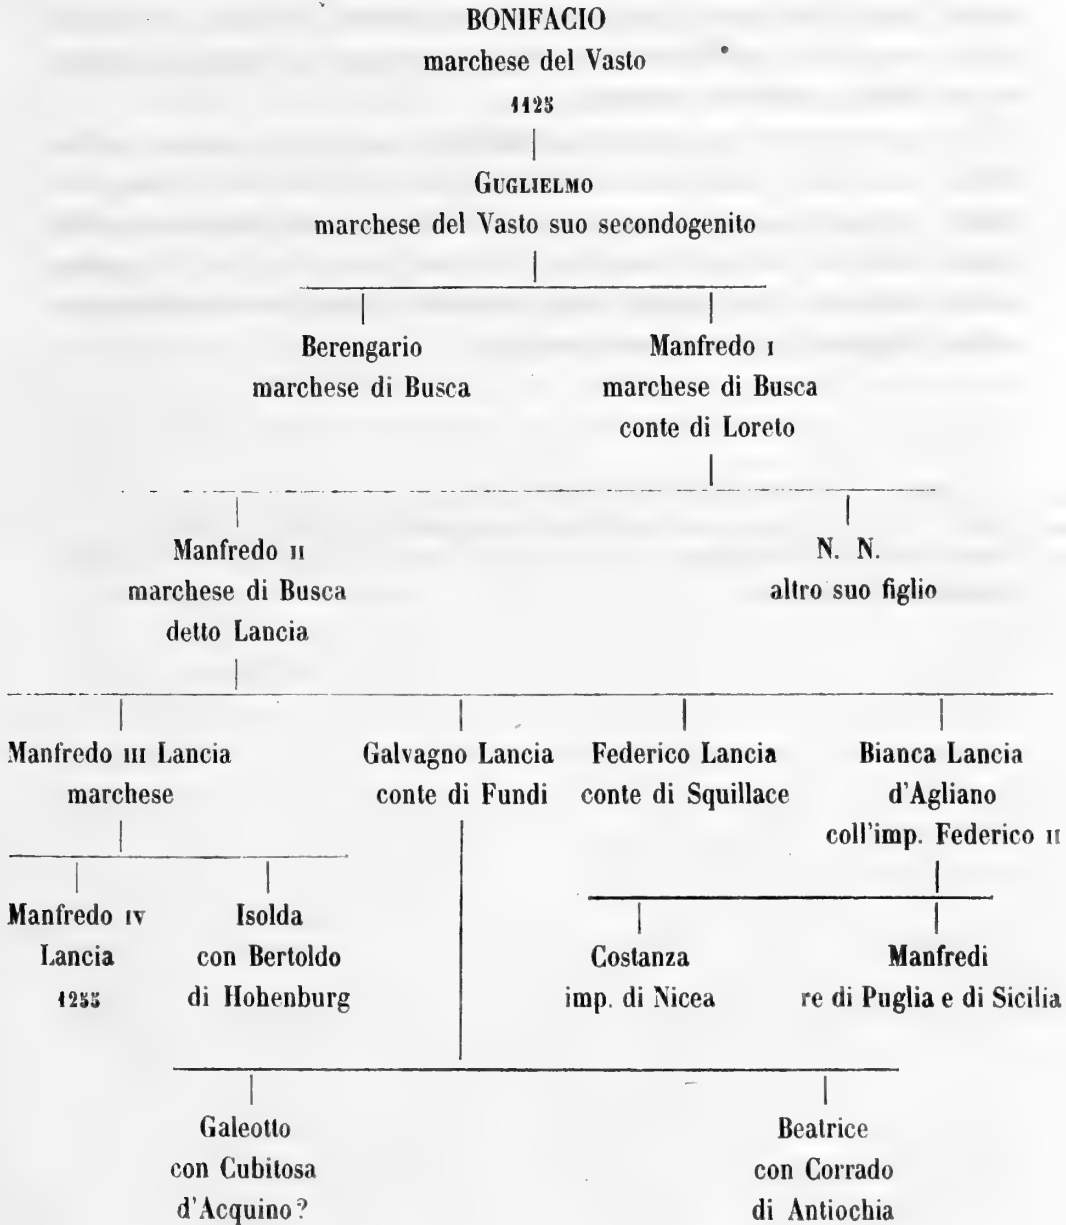 BONIFACIO
marchese del Vasto
1125
GUGLIELMO
marchese del Vasto suo secondogenito
Berengario
marchese di Busca
Manfredo I
marchese di Busca
conte di Loreto
Manfredo II
marchese di Busca
detto Lancia
N. N.
altro suo figlio
Manfredo III Lancia
marchese
Galvagno Lancia
conte di Fundi
Federico Lancia
conte di Squillace
Bianca Lancia
d'Agliano
coll'imp. Federico II
Manfredo IV
Lancia
1255
Isolda
con Bertoldo
di Hohenburg
Costanza
imp. di Nicea
Manfredi
re di Puglia e di Sicilia
Galeotto
con Cubitosa
d'Acquino?
Beatrice
con Corrado
di Antiochia